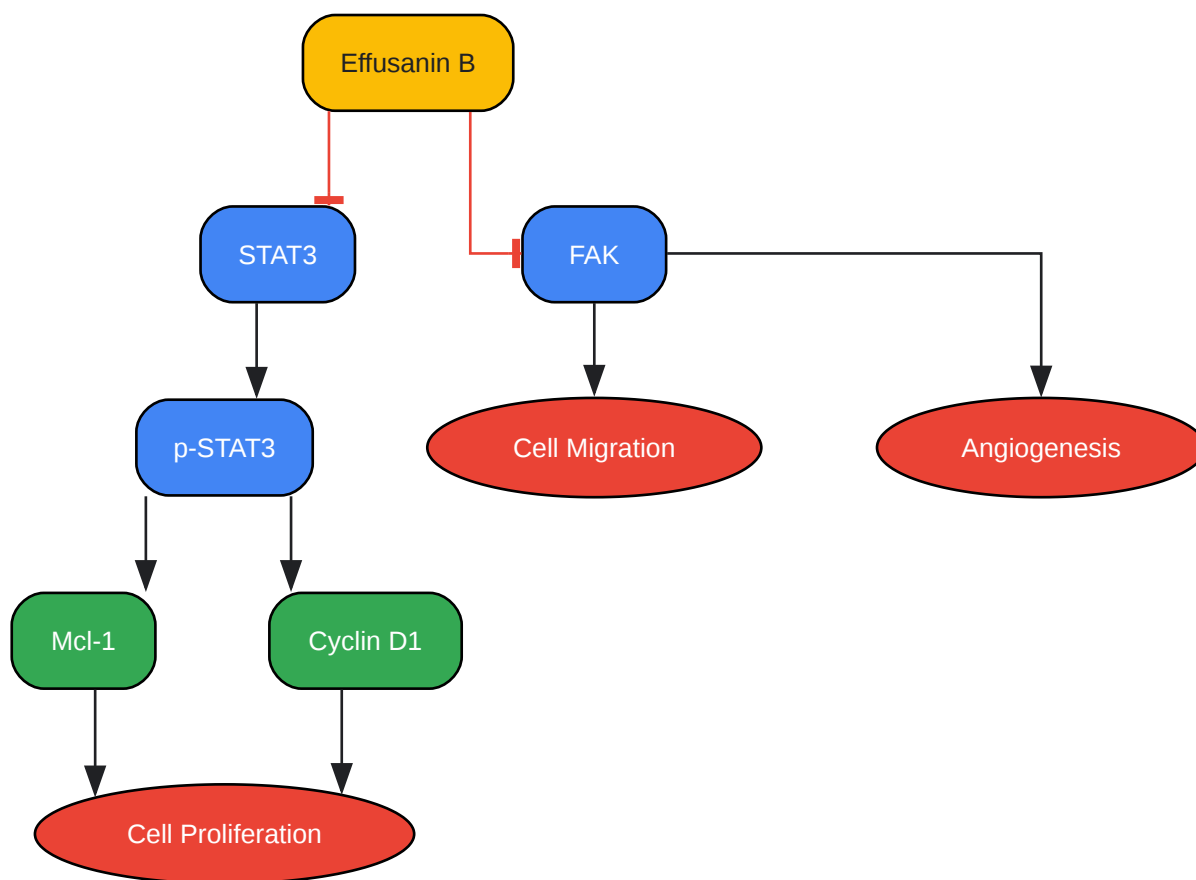 Effusanin B
STAT3
FAK
p-STAT3
Cell Migration
Angiogenesis
Mcl-1
Cyclin D1
Cell Proliferation